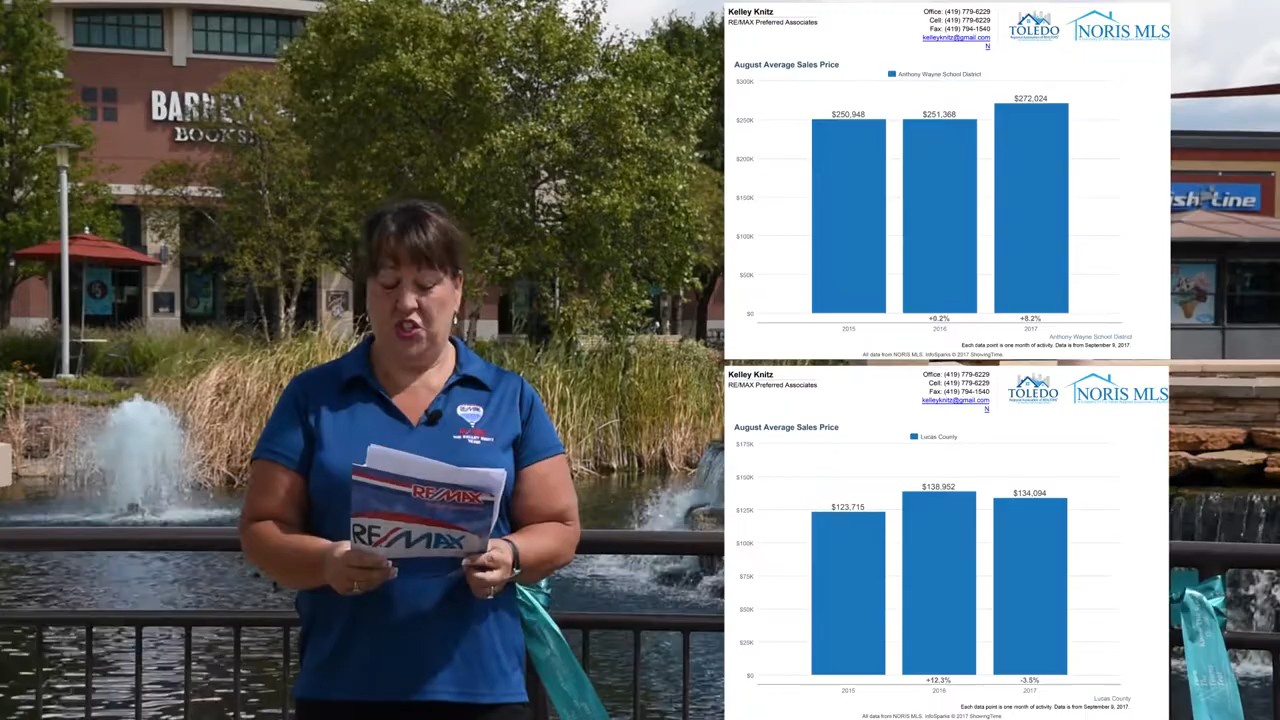 BARNES
BOOKS
RE/MAX
RE/MAX
RE/MAX
Kelley Knitz
RE/MAX Preferred Associates
Office: (419) 779-6229
Cell: (419) 779-6229
Fax: (419) 794-1540
kelleyknitz@gmail.com
N
TOLEDO
NORIS MLS
August Average Sales Price
Anthony Wayne School District
$300K
$250K
$200K
$150K
$100K
$50K
$0
$250,948
$251,368
$272,024
+0.2%
+8.2%
2015
2016
2017
Anthony Wayne School District
Each data point is one month of activity. Data is from September 9, 2017.
All data from NORIS MLS. InfoSparks © 2017 ShowingTime.
Kelley Knitz
RE/MAX Preferred Associates
Office: (419) 779-6229
Cell: (419) 779-6229
Fax: (419) 794-1540
kelleyknitz@gmail.com
N
TOLEDO
NORIS MLS
August Average Sales Price
Lucas County
$175K
$150K
$125K
$100K
$75K
$50K
$25K
$0
$123,715
$138,952
$134,094
+12.3%
-3.5%
2015
2016
2017
Lucas County
Each data point is one month of activity. Data is from September 9, 2017.
All data from NORIS MLS. InfoSparks © 2017 ShowingTime.